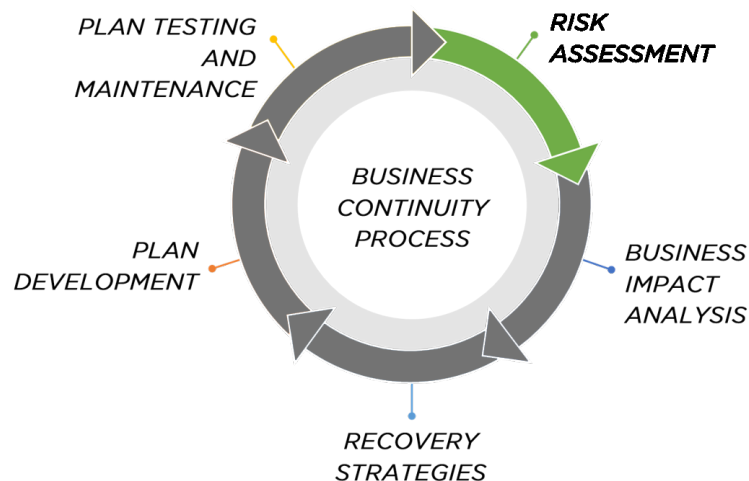 PLAN TESTING
AND
MAINTENANCE
RISK
ASSESSMENT
BUSINESS
CONTINUITY
PROCESS
PLAN
DEVELOPMENT
BUSINESS
IMPACT
ANALYSIS
RECOVERY
STRATEGIES